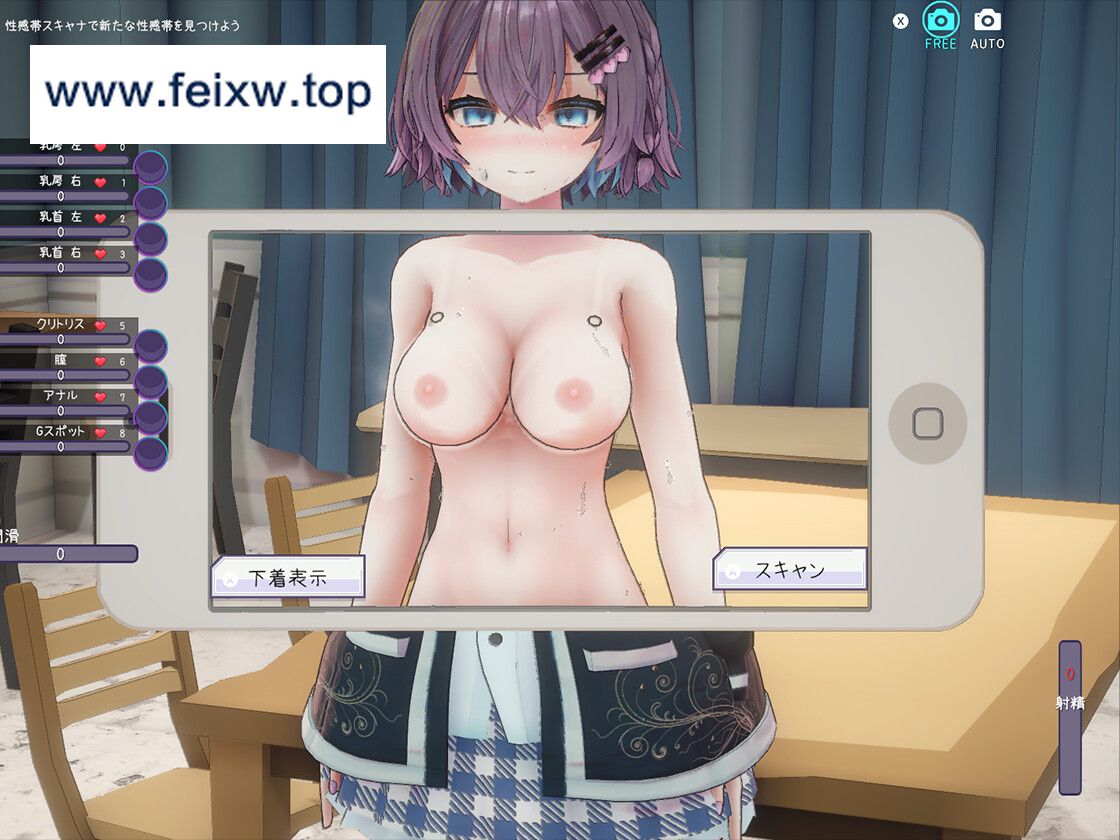 性感帯スキャナで新たな性感帯を見つけよう
X
FREE AUTO
www.feixw.top
乳房 左 0
0
乳房 右 1
0
乳首 左 2
0
乳首 右 3
0
クリトリス 5
0
膣 6
0
アナル 7
0
Gスポット 8
0
滑
0
X 下着表示
A スキャン
0
射精